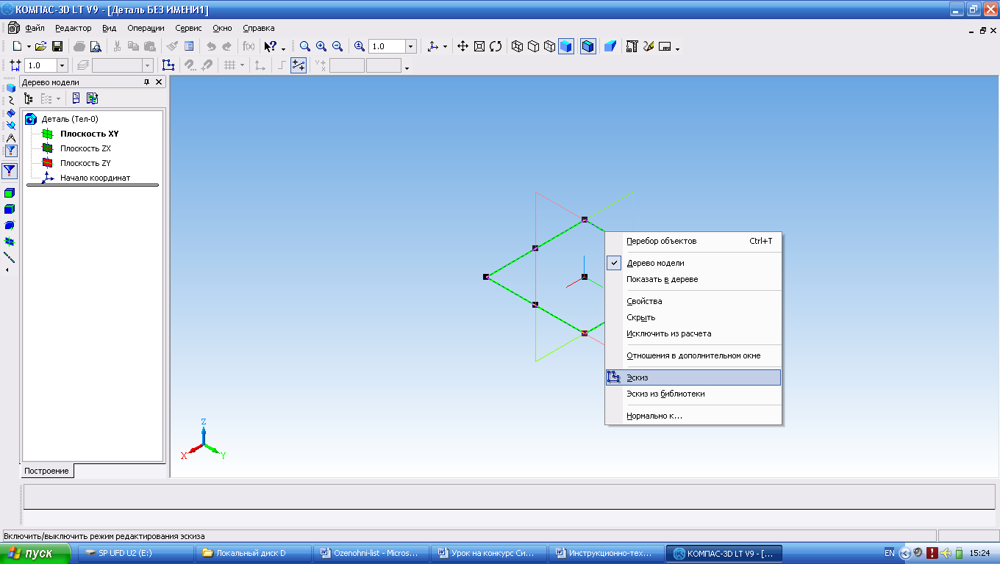 КОМПАС-3D LT V9 - [Деталь БЕЗ ИМЕНИ1]
Файл Редактор Вид Операции Сервис Окно Справка
f(x) 1.0
1.0
Дерево модели
Деталь (Тел-0)
Плоскость XY
Плоскость ZX
Плоскость ZY
Начало координат
Перебор объектов Ctrl+T
Дерево модели
Показать в дереве
Свойства
Скрыть
Исключить из расчета
Отношения в дополнительном окне
Эскиз
Эскиз из библиотеки
Нормально к...
Z
X
Y
Построение
Включить/выключить режим редактирования эскиза
пуск SP UFD U2 (E:) Локальный диск D Ozenohni-list - Micros... Урок на конкурс Си... Инструкционно-тех... КОМПАС-3D LT V9 - [... EN 15:24